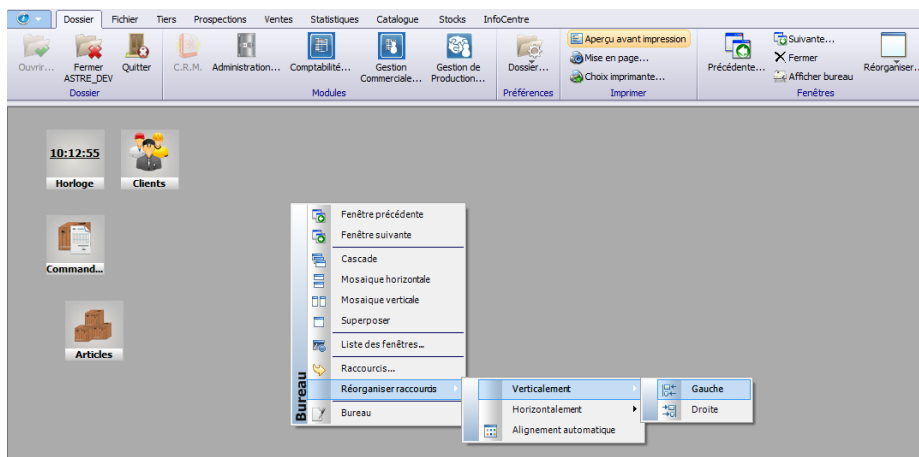 Dossier Fichier Tiers Prospections Ventes Statistiques Catalogue Stocks InfoCentre
Ouvrir...
Fermer
ASTRE_DEV
Quitter
Dossier
C.R.M.
Administration...
Comptabilité...
Gestion
Commerciale...
Gestion de
Production...
Modules
Dossier...
Préférences
Aperçu avant impression
Mise en page...
Choix imprimante...
Imprimer
Précédente...
Suivante...
Fermer
Afficher bureau
Réorganiser...
Fenêtres
10:12:55
Horloge
Clients
Command...
Articles
Bureau
Fenêtre précédente
Fenêtre suivante
Cascade
Mosaique horizontale
Mosaique verticale
Superposer
Liste des fenêtres...
Raccourcis...
Réorganiser raccourcis
Bureau
Verticalement
Horizontalement
Alignement automatique
Gauche
Droite